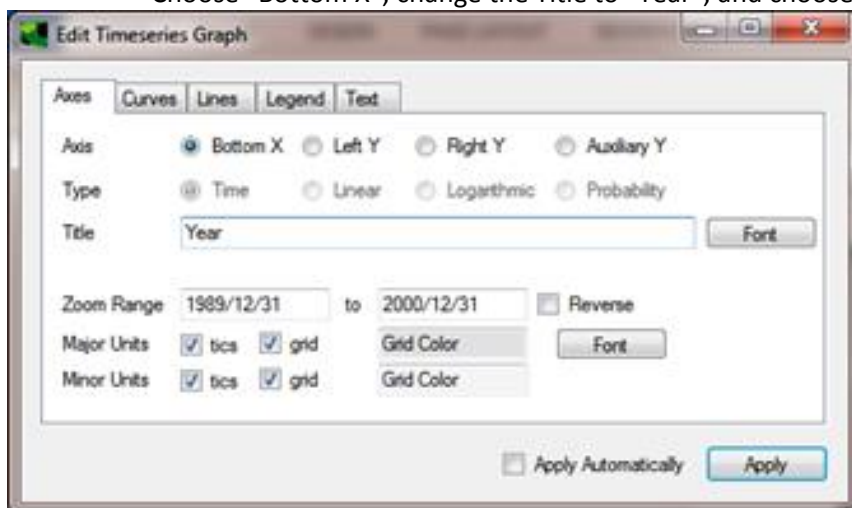 Choose "Bottom X", change the Title to "Year", and choose
Edit Timeseries Graph
Axes Curves Lines Legend Text
Axis Bottom X Left Y Right Y Auxiliary Y
Type Time Linear Logarthmic Probability
Title Year Font
Zoom Range 1989/12/31 to 2000/12/31 Reverse
Major Units tics grid Grid Color Font
Minor Units tics grid Grid Color
Apply Automatically Apply